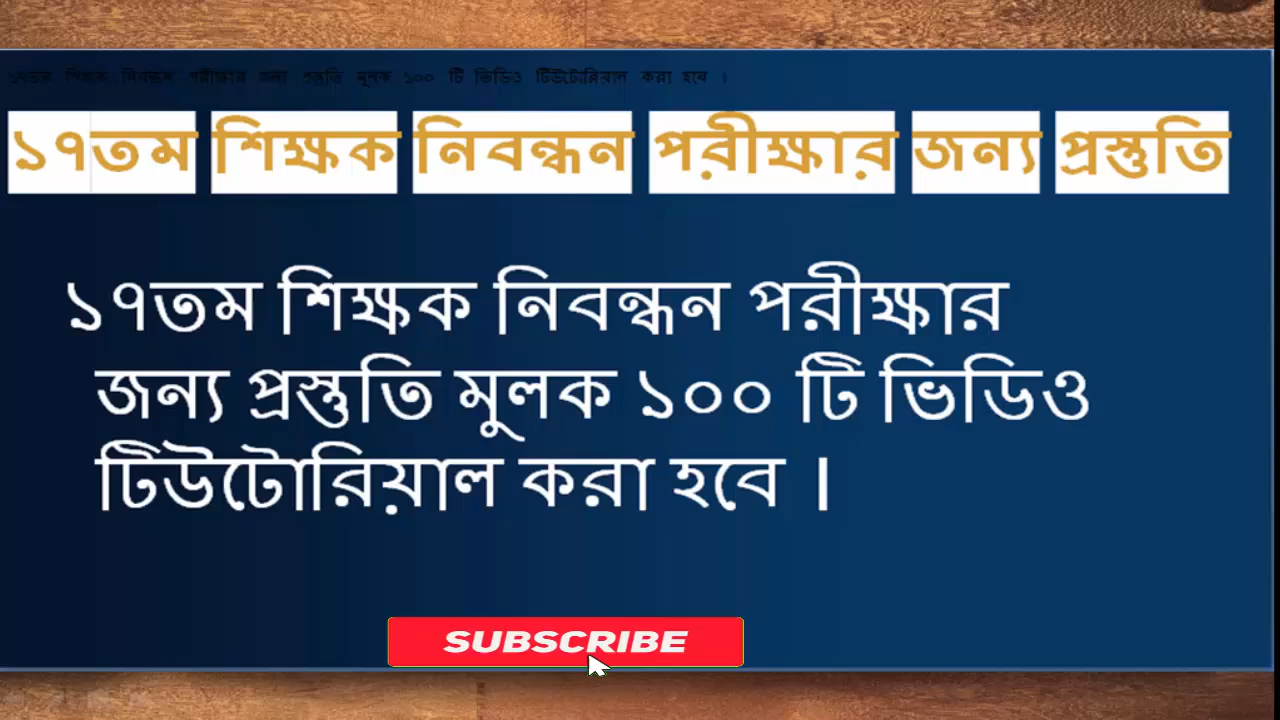 ১৭তম শিক্ষক নিবন্ধন পরীক্ষার জন্য প্রস্তুতি মুলক ১০০ টি ভিডিও টিউটোরিয়াল করা হবে ।
১৭তম শিক্ষক নিবন্ধন পরীক্ষার জন্য প্রস্তুতি
১৭তম শিক্ষক নিবন্ধন পরীক্ষার
জন্য প্রস্তুতি মুলক ১০০ টি ভিডিও
টিউটোরিয়াল করা হবে ।
SUBSCRIBE